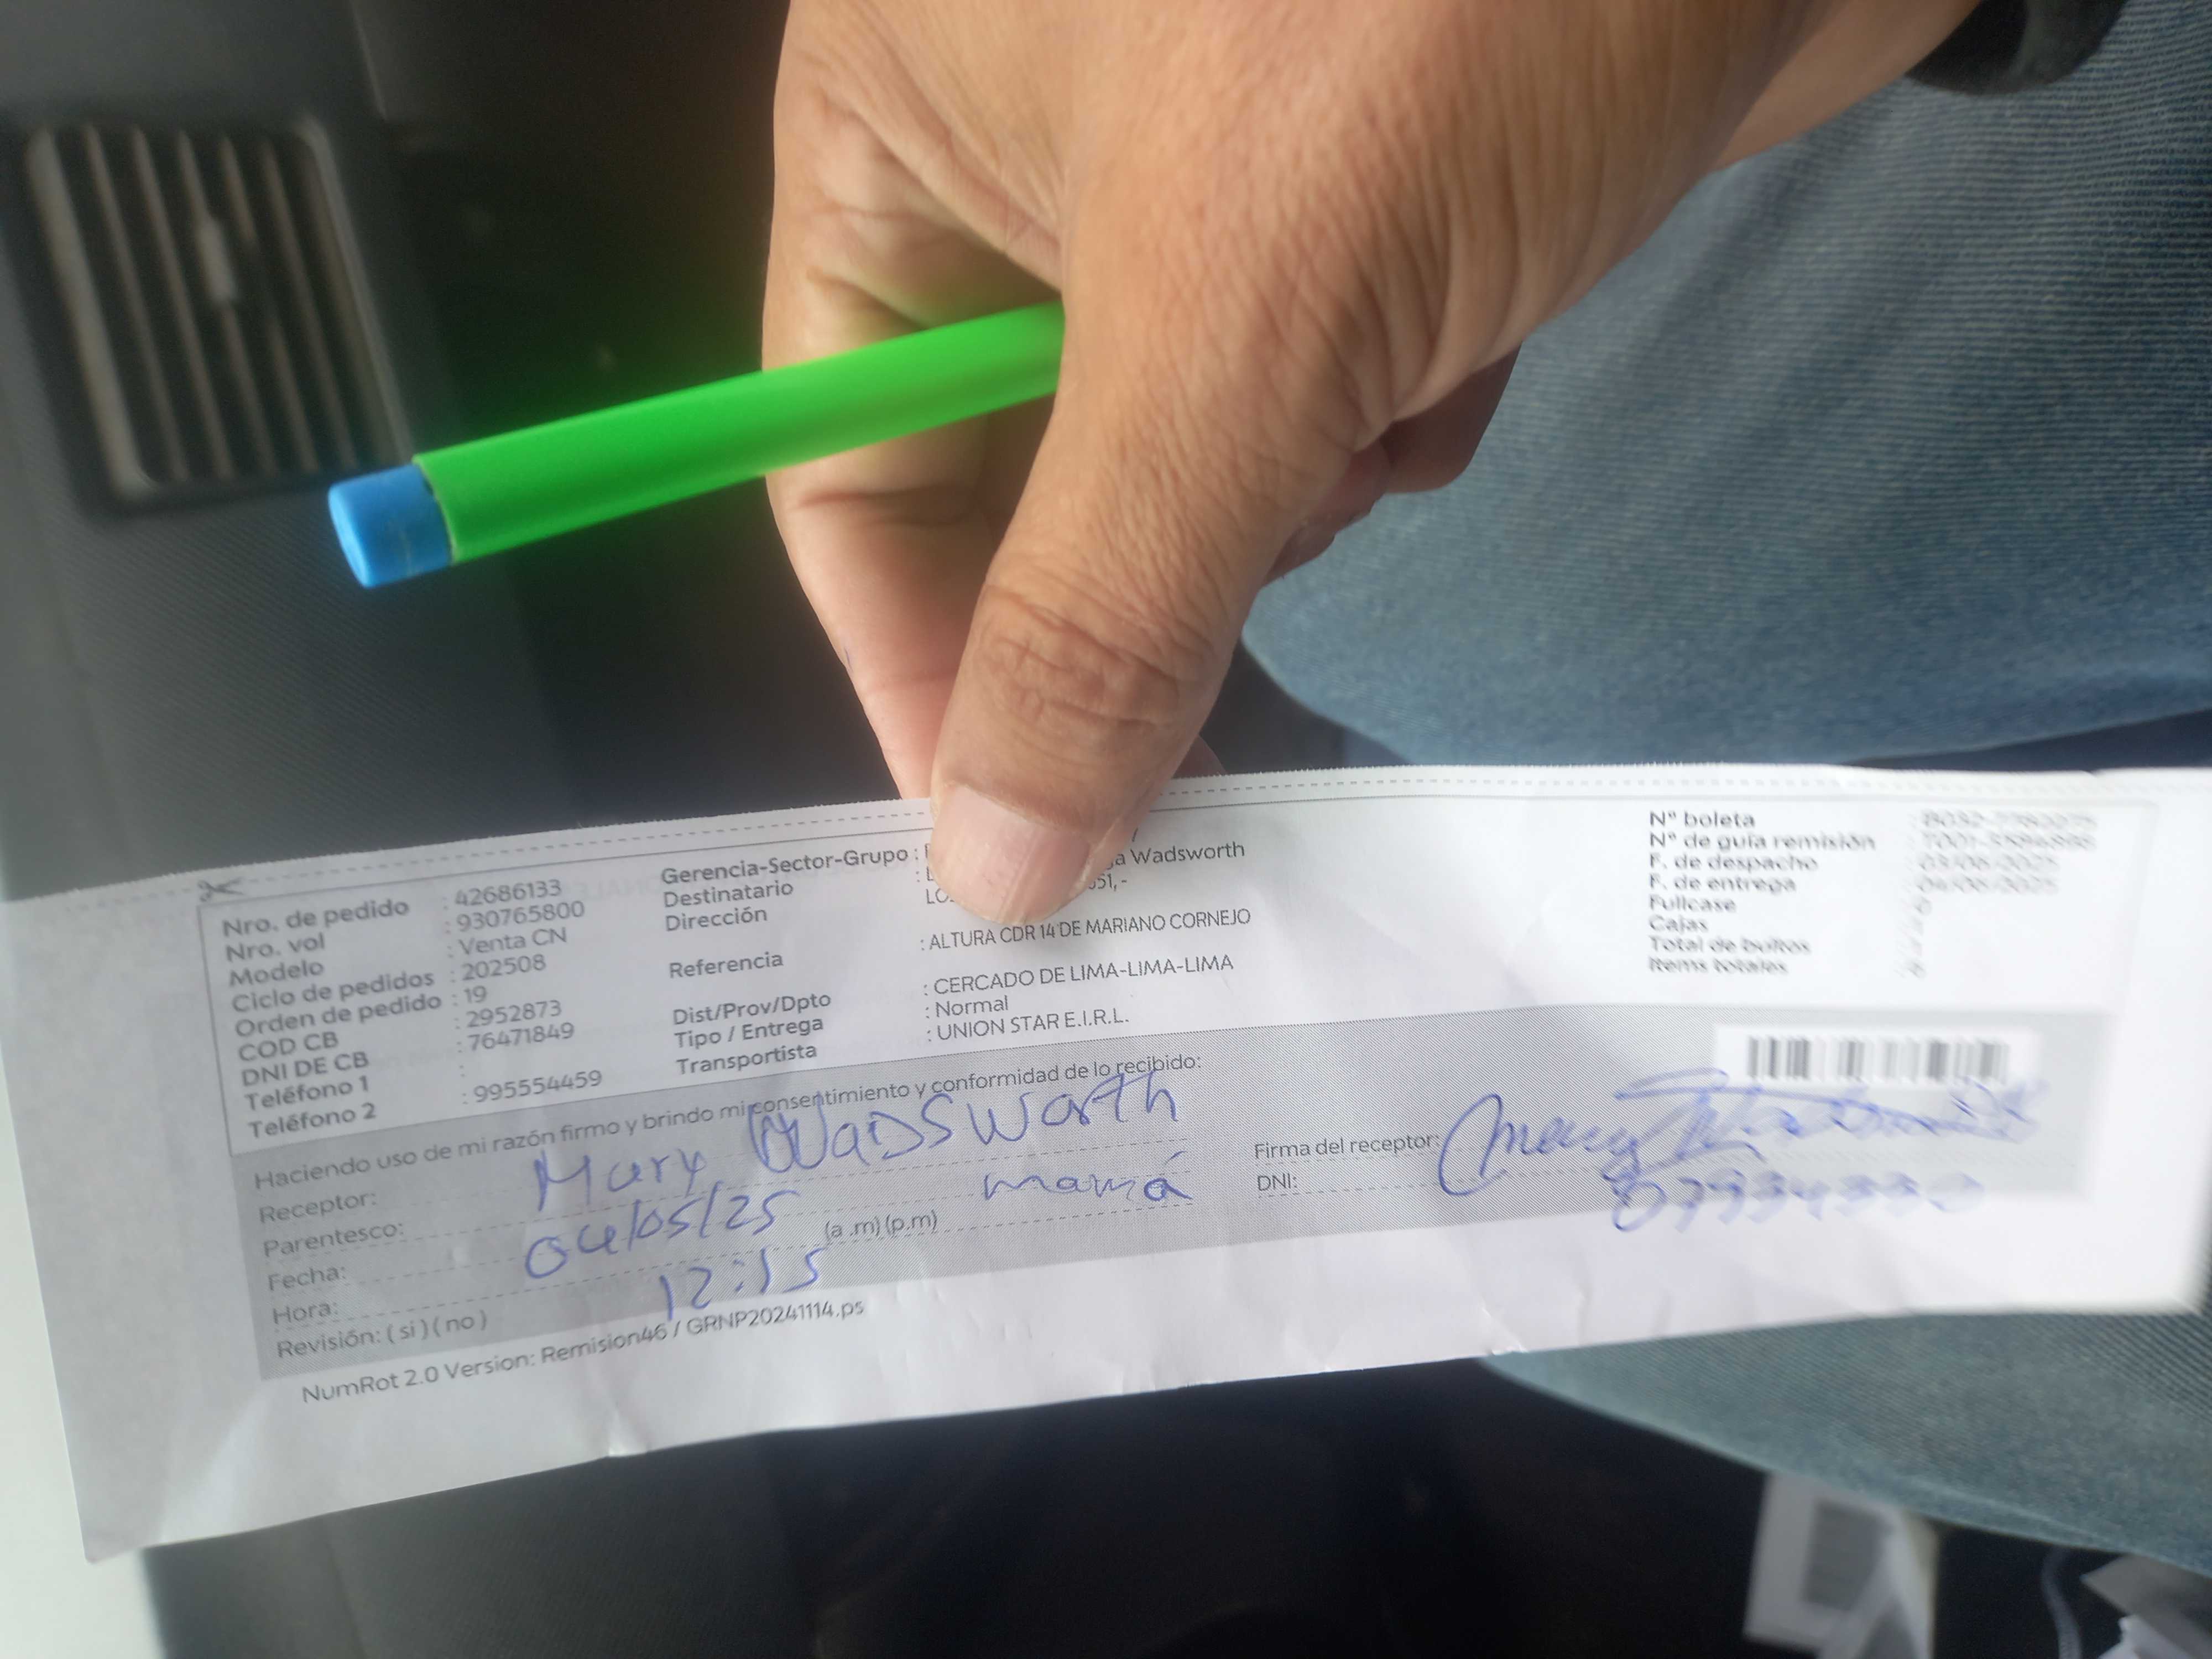 Nro. de pedido : 42686133
Nro. vol : 930765800
Modelo : Venta CN
Ciclo de pedidos : 202508
Orden de pedido : 19
COD CB : 2952873
DNI DE CB : 76471849
Teléfono 1 :
Teléfono 2 : 995554459
Gerencia-Sector-Grupo :
Destinatario : Wadsworth
Dirección
Referencia : ALTURA CDR 14 DE MARIANO CORNEJO
Dist/Prov/Dpto : CERCADO DE LIMA-LIMA-LIMA
Tipo / Entrega : Normal
Transportista : UNION STAR E.I.R.L.
N° boleta
N° de guía remisión
F. de despacho
F. de entrega
Fullcase
Cajas
Total de bultos
Items totales
Haciendo uso de mi razón firmo y brindo mi consentimiento y conformidad de lo recibido:
Receptor: Mary Wadsworth
Parentesco: mamá
Fecha: 04/05/25
Hora: 12:15 (a .m) (p.m)
Revisión: ( si ) ( no )
Firma del receptor: Mary
DNI:
NumRot 2.0 Version: Remision46 / GRNP20241114.ps